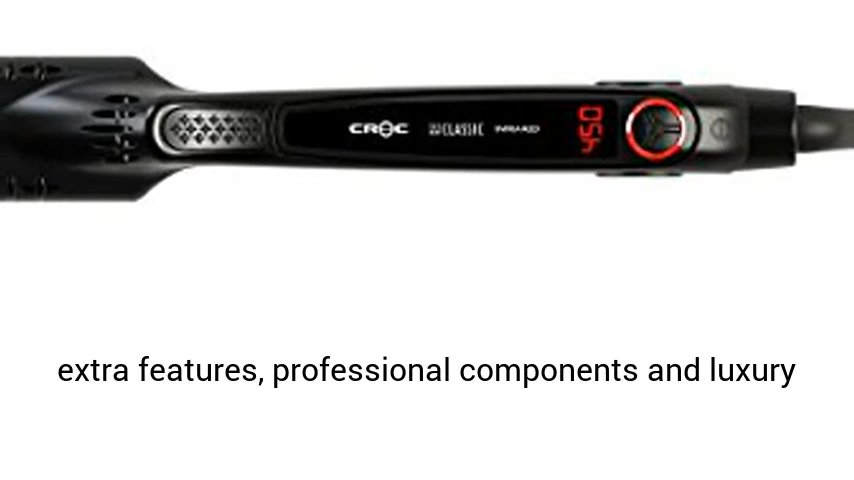 CROC
CLASSIC
INFRARED
450
extra features, professional components and luxury